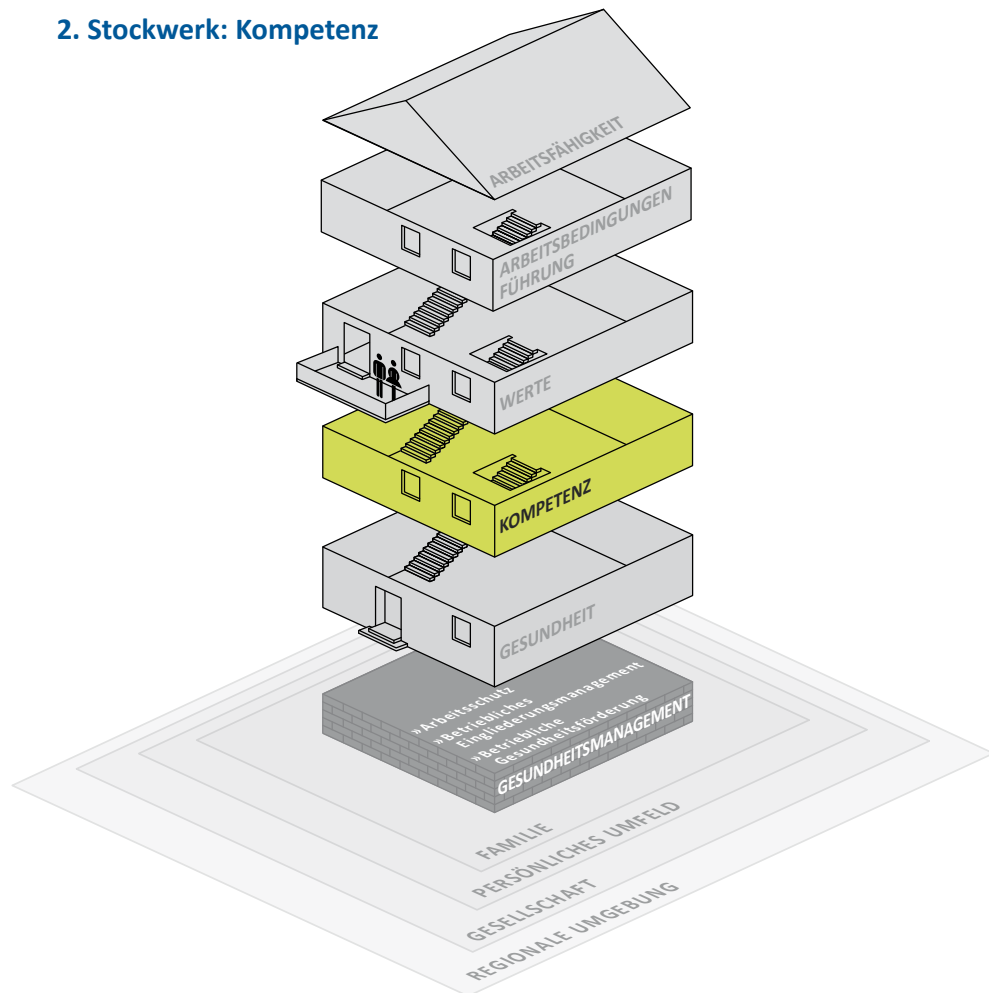 2. Stockwerk: Kompetenz
ARBEITSFÄHIGKEIT
ARBEITSBEDINGUNGEN
FÜHRUNG
WERTE
KOMPETENZ
GESUNDHEIT
»Arbeitsschutz
»Betriebliches
Eingliederungsmanagement
»Betriebliche
Gesundheitsförderung
GESUNDHEITSMANAGEMENT
FAMILIE
PERSÖNLICHES UMFELD
GESELLSCHAFT
REGIONALE UMGEBUNG